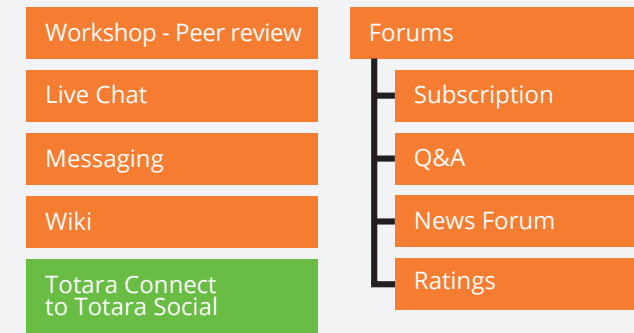 Workshop - Peer review
Live Chat
Messaging
Wiki
Totara Connect
to Totara Social
Forums
Subscription
Q&A
News Forum
Ratings